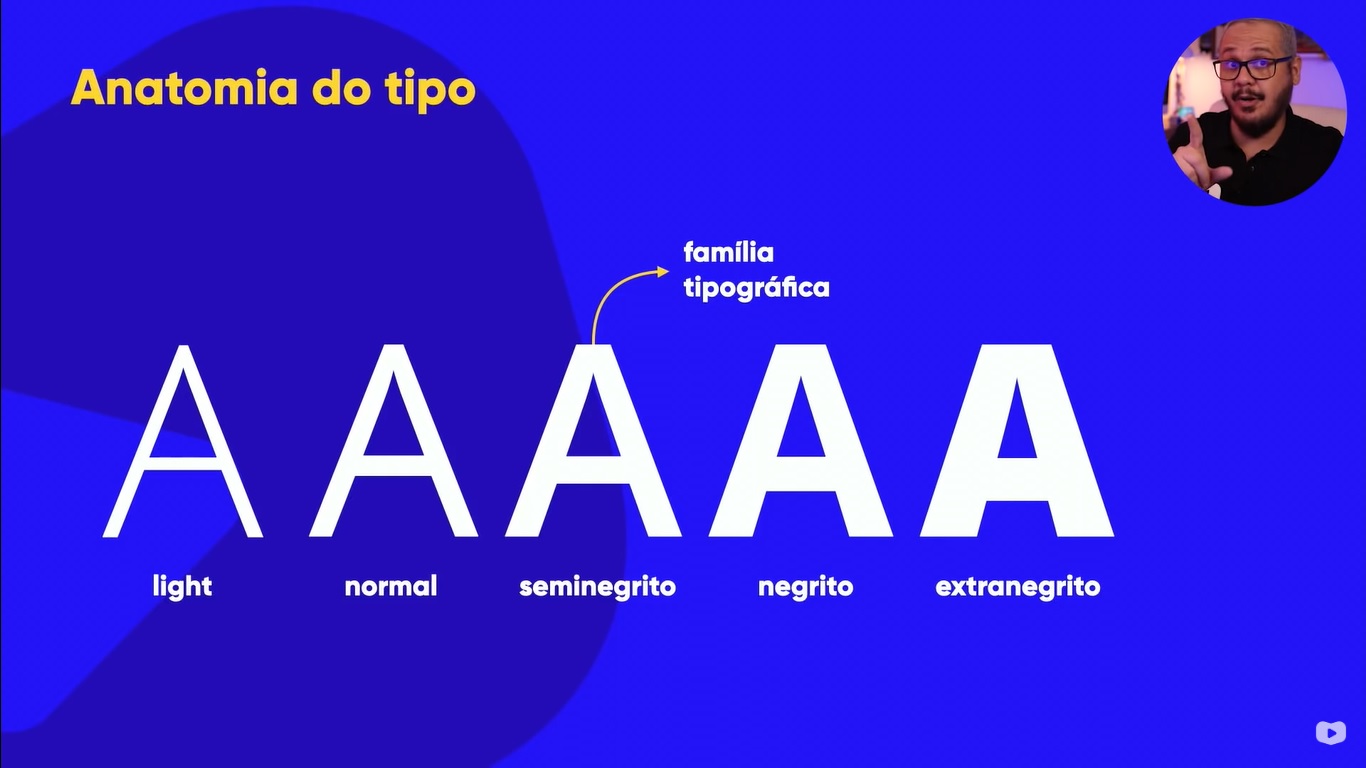 Anatomia do tipo
família
tipográfica
A A A A A
light normal seminegrito negrito extranegrito